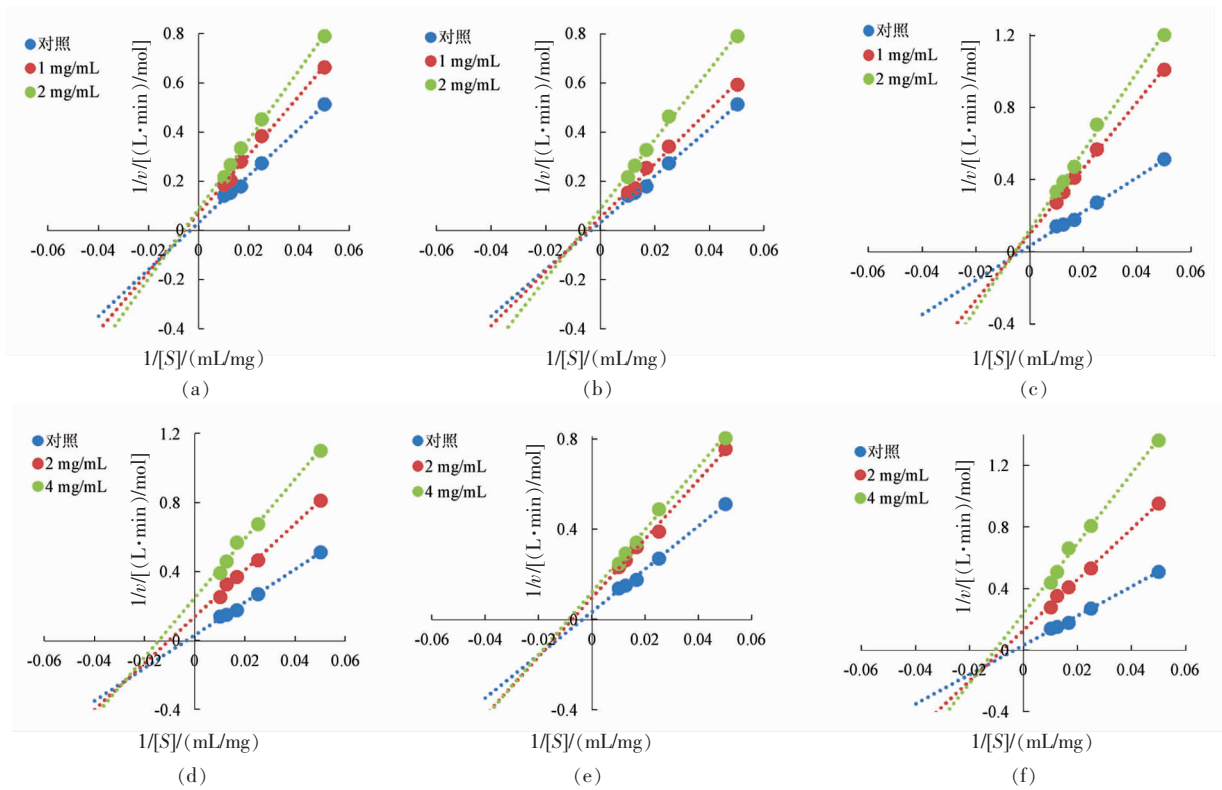 对照
1 mg/mL
2 mg/mL
1/v/[(L·min)/mol]
0.8
0.6
0.4
0.2
0
-0.2
-0.4
-0.06 -0.04 -0.02 0 0.02 0.04 0.06
1/[S]/(mL/mg)
(a)
对照
1 mg/mL
2 mg/mL
1/v/[(L·min)/mol]
0.8
0.6
0.4
0.2
0
-0.2
-0.4
-0.06 -0.04 -0.02 0 0.02 0.04 0.06
1/[S]/(mL/mg)
(b)
对照
1 mg/mL
2 mg/mL
1/v/[(L·min)/mol]
1.2
0.8
0.4
0
-0.4
-0.06 -0.04 -0.02 0 0.02 0.04 0.06
1/[S]/(mL/mg)
(c)
对照
2 mg/mL
4 mg/mL
1/v/[(L·min)/mol]
1.2
0.8
0.4
0
-0.4
-0.06 -0.04 -0.02 0 0.02 0.04 0.06
1/[S]/(mL/mg)
(d)
对照
2 mg/mL
4 mg/mL
1/v/[(L·min)/mol]
0.8
0.4
0
-0.4
-0.06 -0.04 -0.02 0 0.02 0.04 0.06
1/[S]/(mL/mg)
(e)
对照
2 mg/mL
4 mg/mL
1/v/[(L·min)/mol]
1.2
0.8
0.4
0
-0.4
-0.06 -0.04 -0.02 0 0.02 0.04 0.06
1/[S]/(mL/mg)
(f)